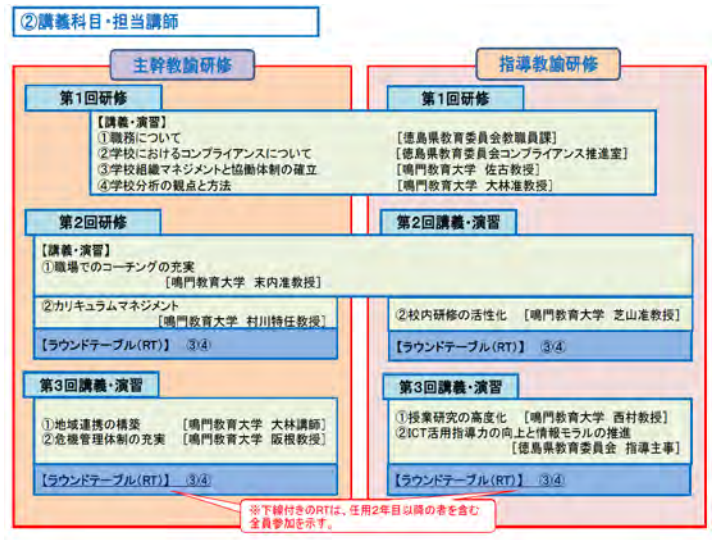 ②講義科目・担当講師
主幹教諭研修
第1回研修
指導教諭研修
第1回研修
【講義・演習】
①職務について [徳島県教育委員会教職員課]
②学校におけるコンプライアンスについて [徳島県教育委員会コンプライアンス推進室]
③学校組織マネジメントと協働体制の確立 [鳴門教育大学 佐古教授]
④学校分析の観点と方法 [鳴門教育大学 大林准教授]
第2回研修
第2回講義・演習
【講義・演習】
①職場でのコーチングの充実
[鳴門教育大学 末内准教授]
②カリキュラムマネジメント
[鳴門教育大学 村川特任教授]
【ラウンドテーブル(RT)】 ③④
②校内研修の活性化 [鳴門教育大学 芝山准教授]
【ラウンドテーブル(RT)】 ③④
第3回講義・演習
①地域連携の構築 [鳴門教育大学 大林講師]
②危機管理体制の充実 [鳴門教育大学 阪根教授]
【ラウンドテーブル(RT)】 ③④
第3回講義・演習
①授業研究の高度化 [鳴門教育大学 西村教授]
②ICT活用指導力の向上と情報モラルの推進
[徳島県教育委員会 指導主事]
【ラウンドテーブル(RT)】 ③④
※下線付きのRTは、任用2年目以降の者を含む
全員参加を示す。